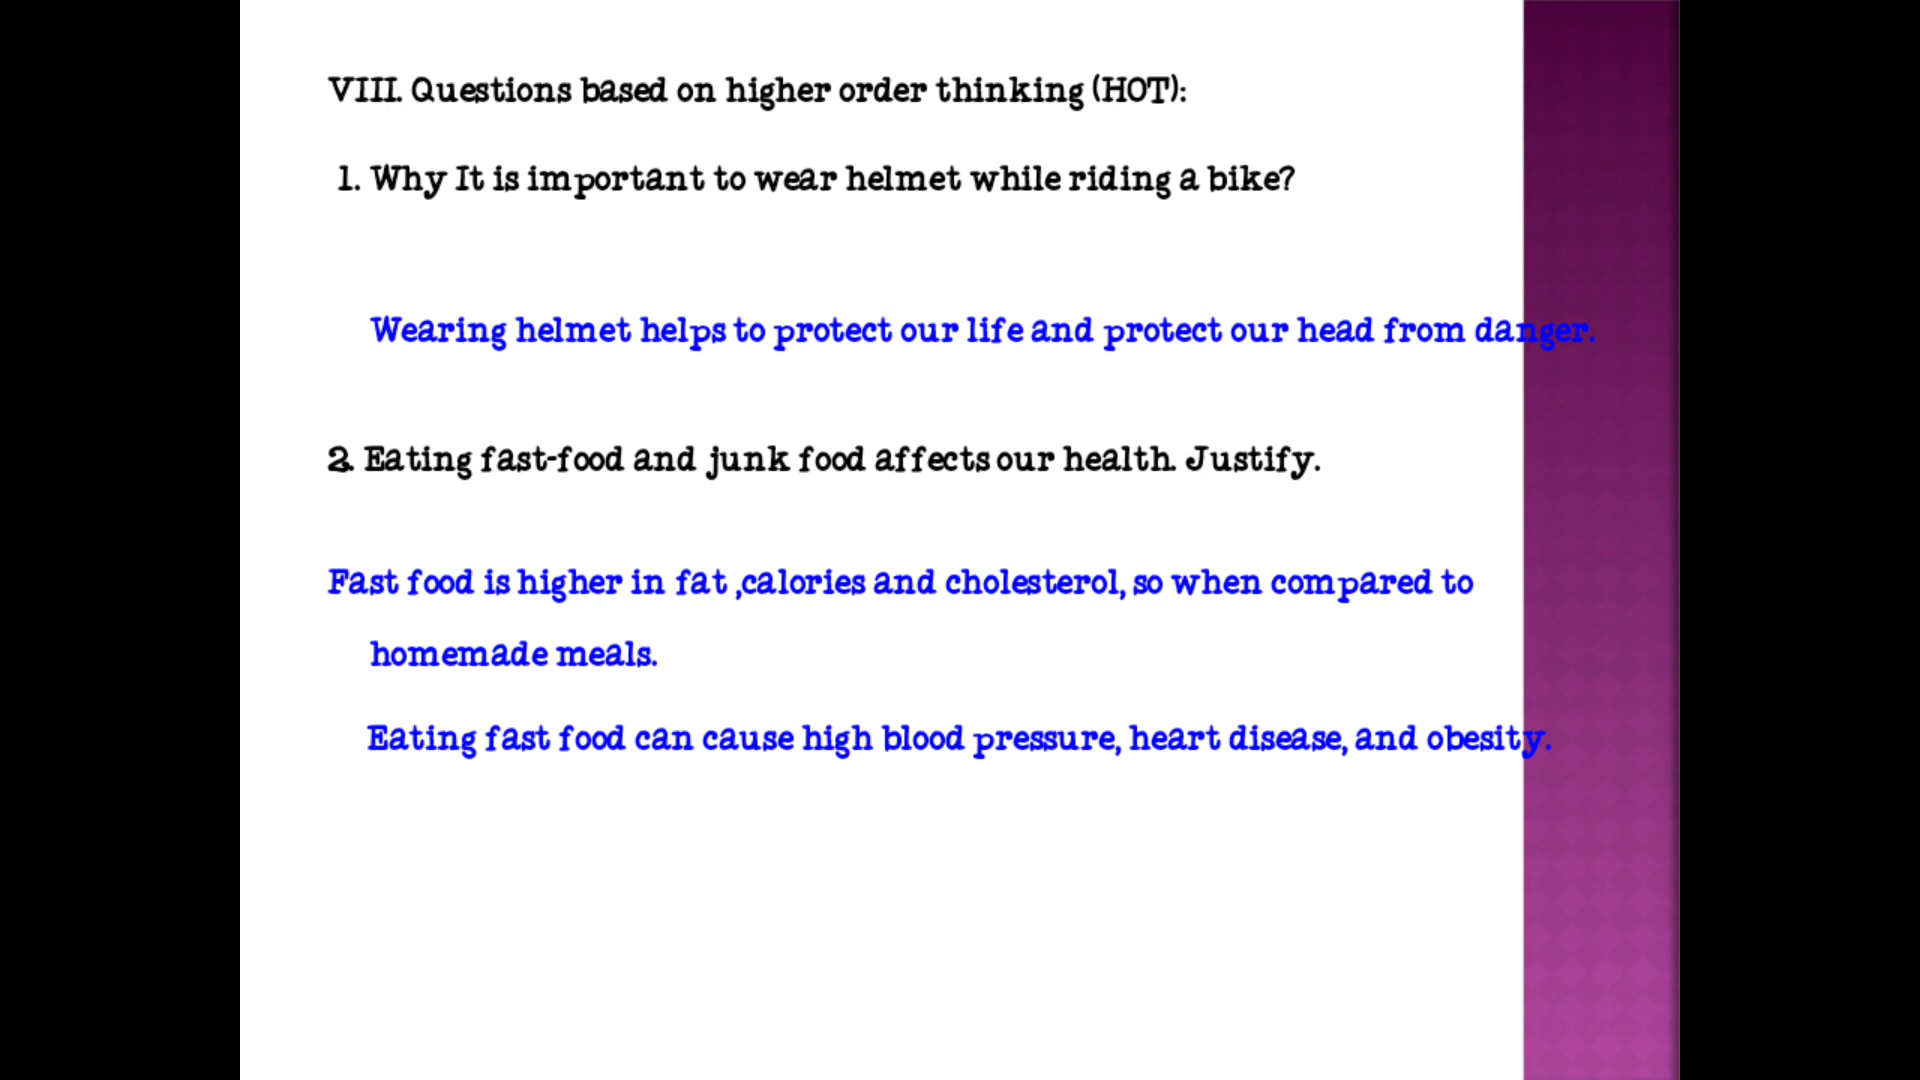 VIII. Questions based on higher order thinking (HOT):
1. Why It is important to wear helmet while riding a bike?
Wearing helmet helps to protect our life and protect our head from danger.
2. Eating fast-food and junk food affects our health. Justify.
Fast food is higher in fat ,calories and cholesterol, so when compared to
homemade meals.
Eating fast food can cause high blood pressure, heart disease, and obesity.